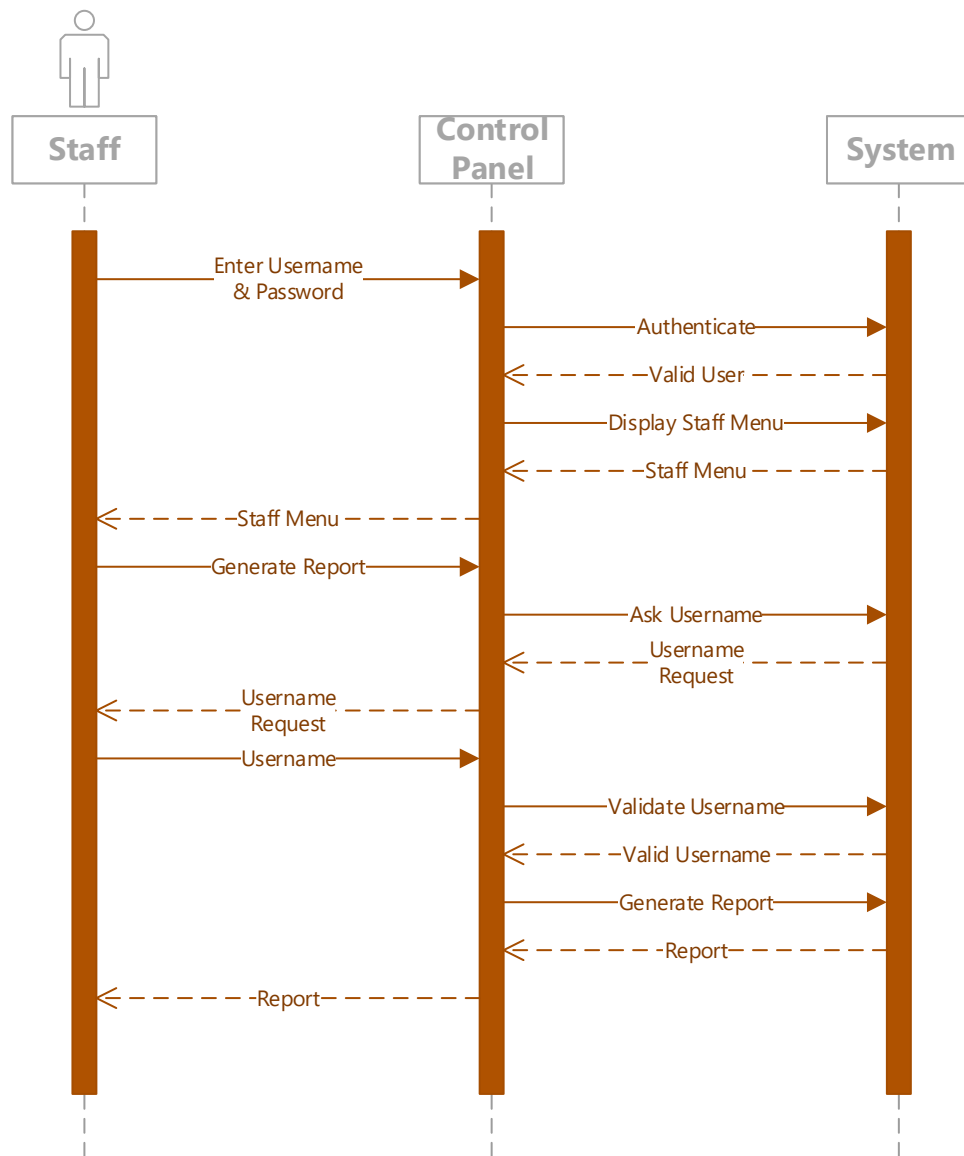 Staff
Control
Panel
System
Enter Username
& Password
Authenticate
Valid User
Display Staff Menu
Staff Menu
Staff Menu
Generate Report
Ask Username
Username
Request
Username
Request
Username
Validate Username
Valid Username
Generate Report
Report
Report